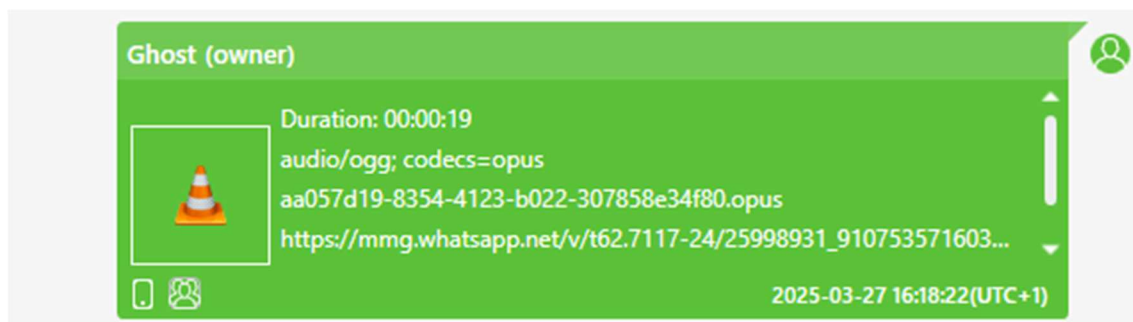 Ghost (owner)
Duration: 00:00:19
audio/ogg; codecs=opus
aa057d19-8354-4123-b022-307858e34f80.opus
https://mmg.whatsapp.net/v/t62.7117-24/25998931_910753571603...
2025-03-27 16:18:22(UTC+1)